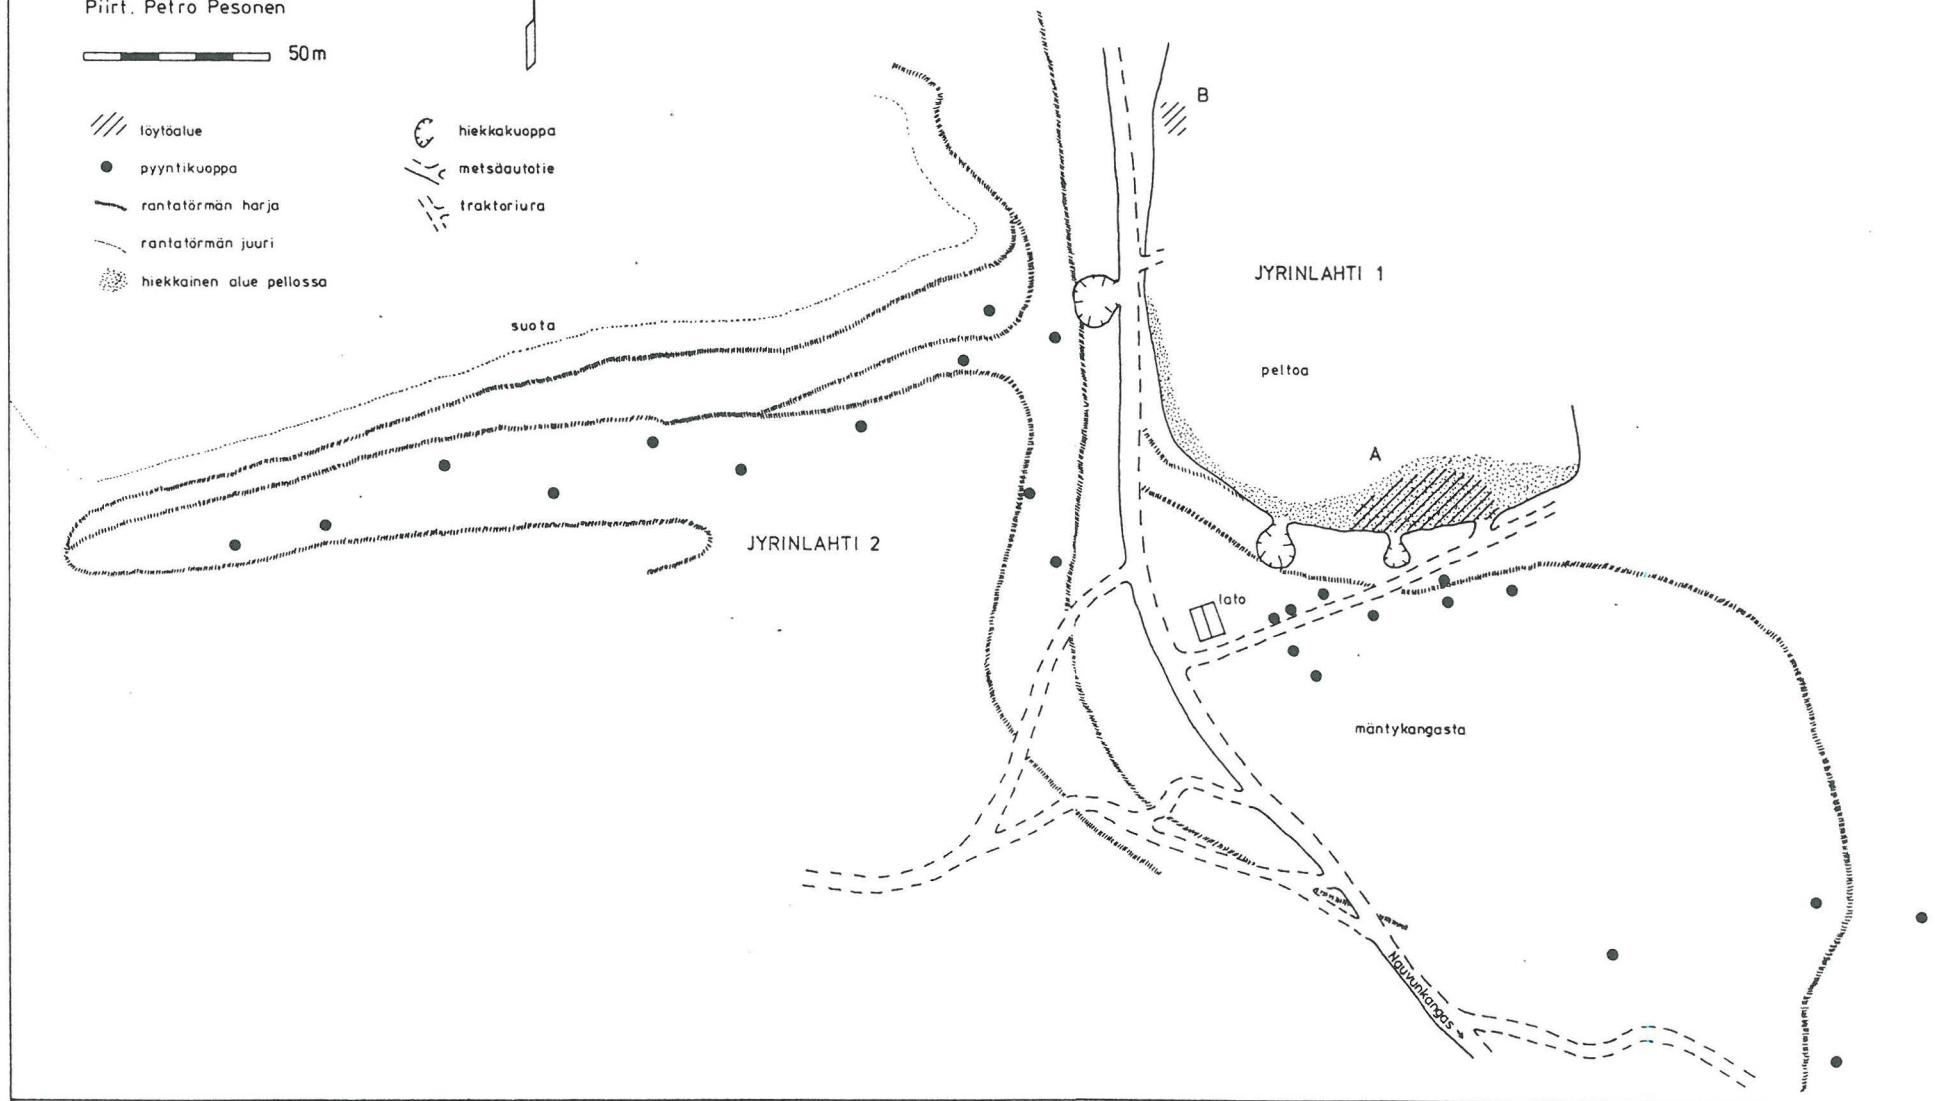 Piirt. Petro Pesonen
50m
löytöalue
pyyntikuoppa
rantatörmän harja
rantatörmän juuri
hiekkainen alue pellossa
hiekkakuoppa
metsäautotie
traktoriura
B
JYRINLAHTI 1
suota
peltoa
A
JYRINLAHTI 2
lato
mäntykangasta
Nauvunkangas